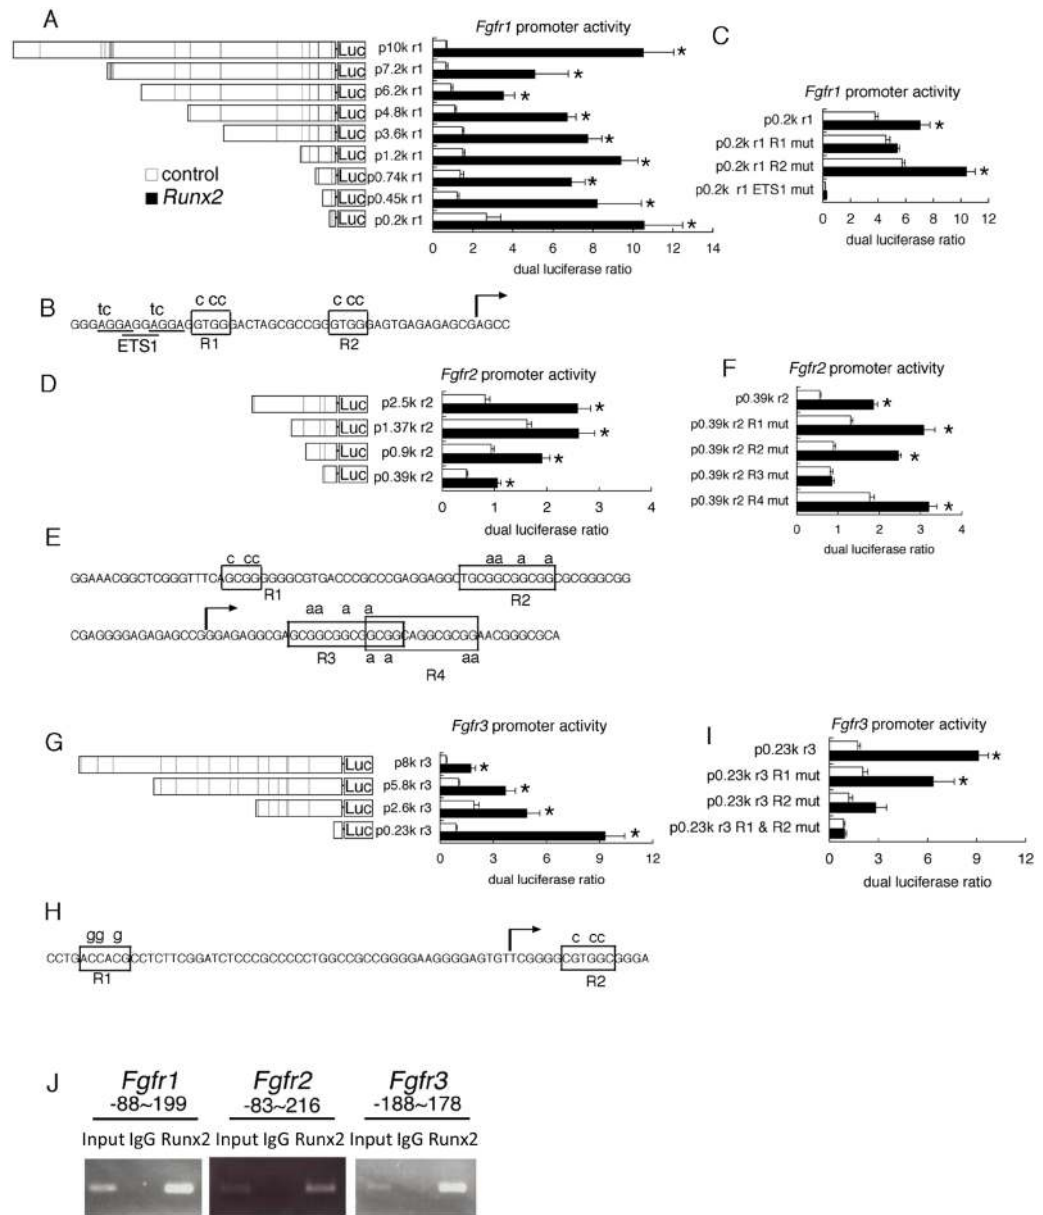 A
Fgfr1 promoter activity
Luc p10k r1 *
Luc p7.2k r1 *
Luc p6.2k r1 *
Luc p4.8k r1 *
Luc p3.6k r1 *
Luc p1.2k r1 *
Luc p0.74k r1 *
Luc p0.45k r1 *
Luc p0.2k r1 *
control
Runx2
0 2 4 6 8 10 12 14
dual luciferase ratio
C
Fgfr1 promoter activity
p0.2k r1 *
p0.2k r1 R1 mut
p0.2k r1 R2 mut *
p0.2k r1 ETS1 mut
0 2 4 6 8 10 12
dual luciferase ratio
B
tc tc c cc c cc
GGGAGGAGGAGGAGGTGGGACTAGCGCCGGGTGGGAGTGAGAGAGCGAGCC
ETS1 R1 R2
D
Fgfr2 promoter activity
Luc p2.5k r2 *
Luc p1.37k r2 *
Luc p0.9k r2 *
Luc p0.39k r2 *
0 1 2 3 4
dual luciferase ratio
F
Fgfr2 promoter activity
p0.39k r2 *
p0.39k r2 R1 mut *
p0.39k r2 R2 mut *
p0.39k r2 R3 mut
p0.39k r2 R4 mut *
0 1 2 3 4
dual luciferase ratio
E
c cc aa a a
GGAAACGGCTCGGGTTTCAGCGGGGGGCGTGACCCGCCCGAGGAGGCTGCGGCGGCGGCGCGGGCGG
R1 R2
aa a a
CGAGGGGAGAGAGCCGGGAGAGGCGAGCGGCGGCGGCGGCAGGCGCGGAACGGGCGCA
R3 a a R4 aa
G
Fgfr3 promoter activity
Luc p8k r3 *
Luc p5.8k r3 *
Luc p2.6k r3 *
Luc p0.23k r3 *
0 3 6 9 12
dual luciferase ratio
I
Fgfr3 promoter activity
p0.23k r3 *
p0.23k r3 R1 mut *
p0.23k r3 R2 mut
p0.23k r3 R1 & R2 mut
0 3 6 9 12
dual luciferase ratio
H
gg g c cc
CCTGACCACGCCTCTTCGGATCTCCCGCCCCCTGGCCGCCGGGGAAGGGGAGTGTTCGGGGCGTGGCGGGA
R1 R2
J
Fgfr1 Fgfr2 Fgfr3
-88~199 -83~216 -188~178
Input IgG Runx2 Input IgG Runx2 Input IgG Runx2